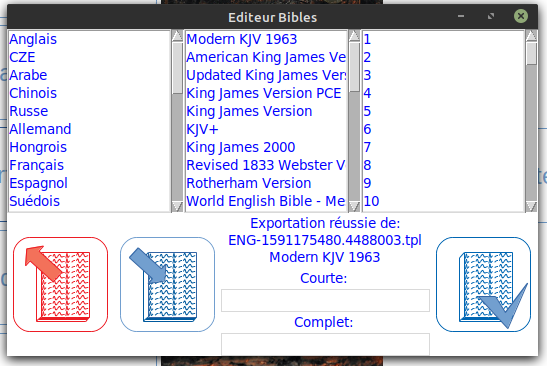 Editeur Bibles
Anglais
CZE
Arabe
Chinois
Russe
Allemand
Hongrois
Français
Espagnol
Suédois
Modern KJV 1963
American King James Ve
Updated King James Vers
King James Version PCE
King James Version
KJV+
King James 2000
Revised 1833 Webster V
Rotherham Version
World English Bible - Me
1
2
3
4
5
6
7
8
9
10
Exportation réussie de:
ENG-1591175480.4488003.tpl
Modern KJV 1963
Courte:
Complet: